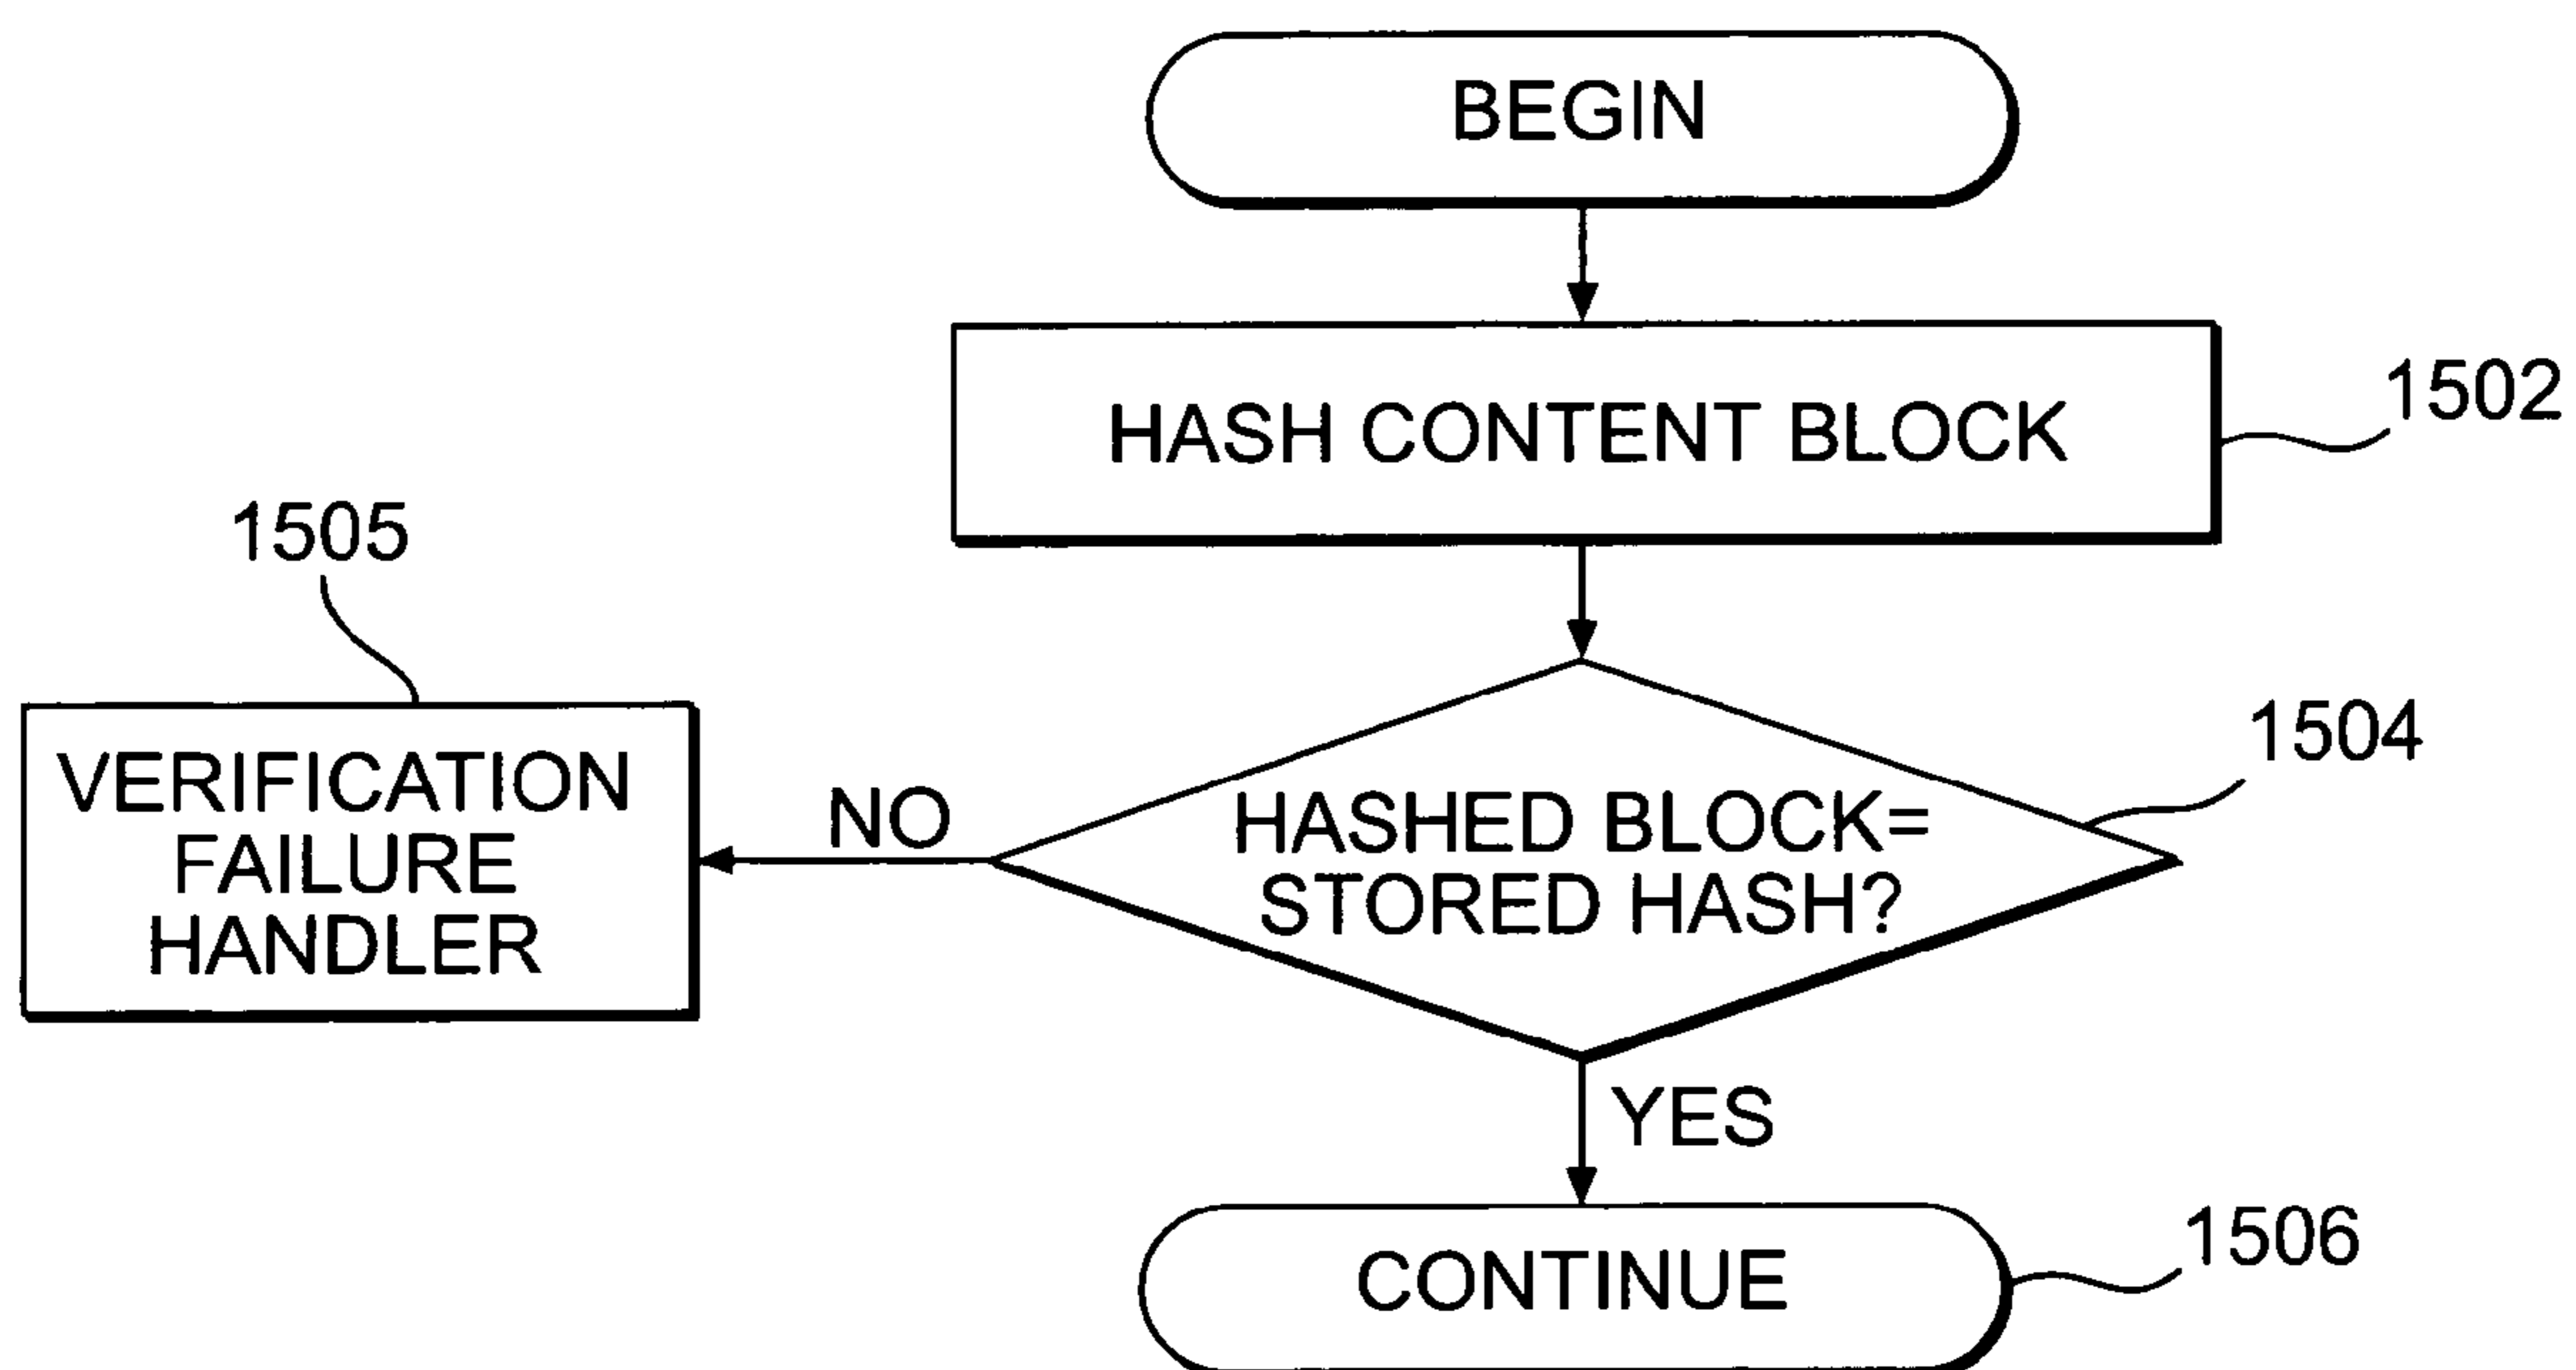 BEGIN
HASH CONTENT BLOCK
1502
1505
VERIFICATION
FAILURE
HANDLER
NO
HASHED BLOCK=
STORED HASH?
1504
YES
CONTINUE
1506